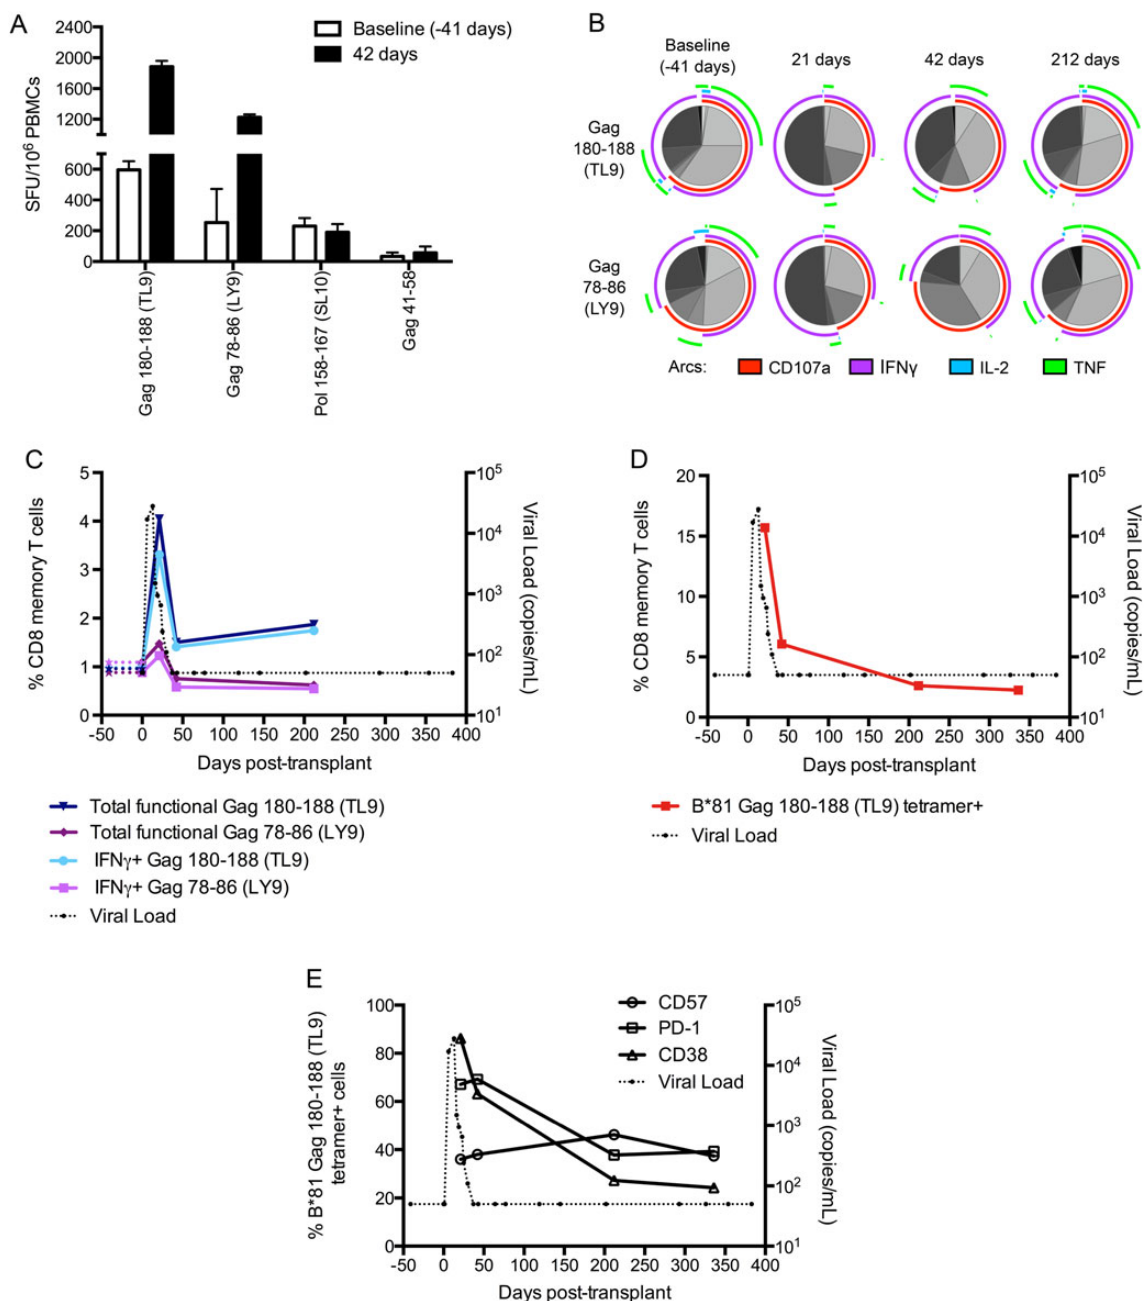 A
2400
2000
1600
1200
600
400
200
0
SFU/10⁶ PBMCs
Baseline (-41 days)
42 days
Gag 180-188 (TL9)
Gag 78-86 (LY9)
Pol 158-167 (SL10)
Gag 41-58
B
Baseline
(-41 days)
21 days
42 days
212 days
Gag
180-188
(TL9)
Gag
78-86
(LY9)
Arcs:
CD107a
IFNγ
IL-2
TNF
C
5
4
3
2
1
0
% CD8 memory T cells
10⁵
10⁴
10³
10²
10¹
Viral Load (copies/mL)
-50 0 50 100 150 200 250 300 350 400
Days post-transplant
Total functional Gag 180-188 (TL9)
Total functional Gag 78-86 (LY9)
IFNγ+ Gag 180-188 (TL9)
IFNγ+ Gag 78-86 (LY9)
Viral Load
D
20
15
10
5
0
% CD8 memory T cells
10⁵
10⁴
10³
10²
10¹
Viral Load (copies/mL)
-50 0 50 100 150 200 250 300 350 400
Days post-transplant
B*81 Gag 180-188 (TL9) tetramer+
Viral Load
E
100
80
60
40
20
0
% B*81 Gag 180-188 (TL9)
tetramer+ cells
CD57
PD-1
CD38
Viral Load
10⁵
10⁴
10³
10²
10¹
Viral Load (copies/mL)
-50 0 50 100 150 200 250 300 350 400
Days post-transplant